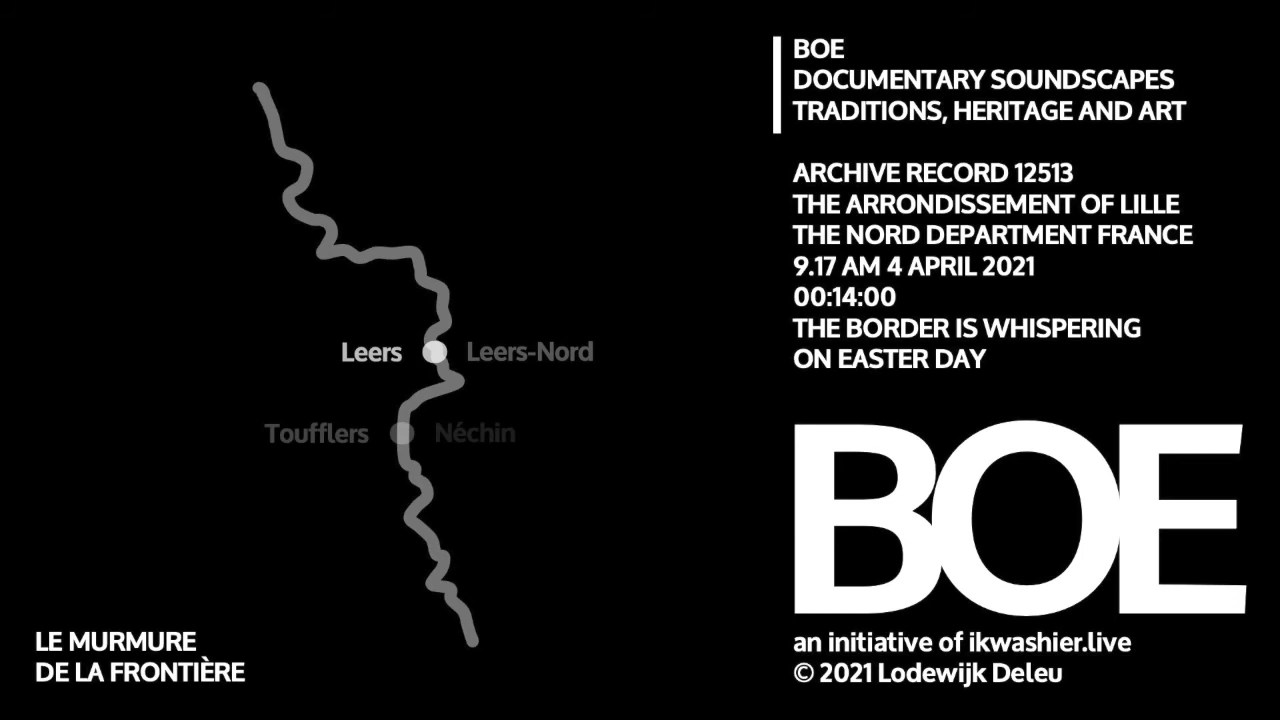 BOE
DOCUMENTARY SOUNDSCAPES
TRADITIONS, HERITAGE AND ART
ARCHIVE RECORD 12513
THE ARRONDISSEMENT OF LILLE
THE NORD DEPARTMENT FRANCE
9.17 AM 4 APRIL 2021
00:14:00
THE BORDER IS WHISPERING
ON EASTER DAY
Leers Leers-Nord
Toufflers Néchin
BOE
an initiative of ikwashier.live
© 2021 Lodewijk Deleu
LE MURMURE
DE LA FRONTIÈRE